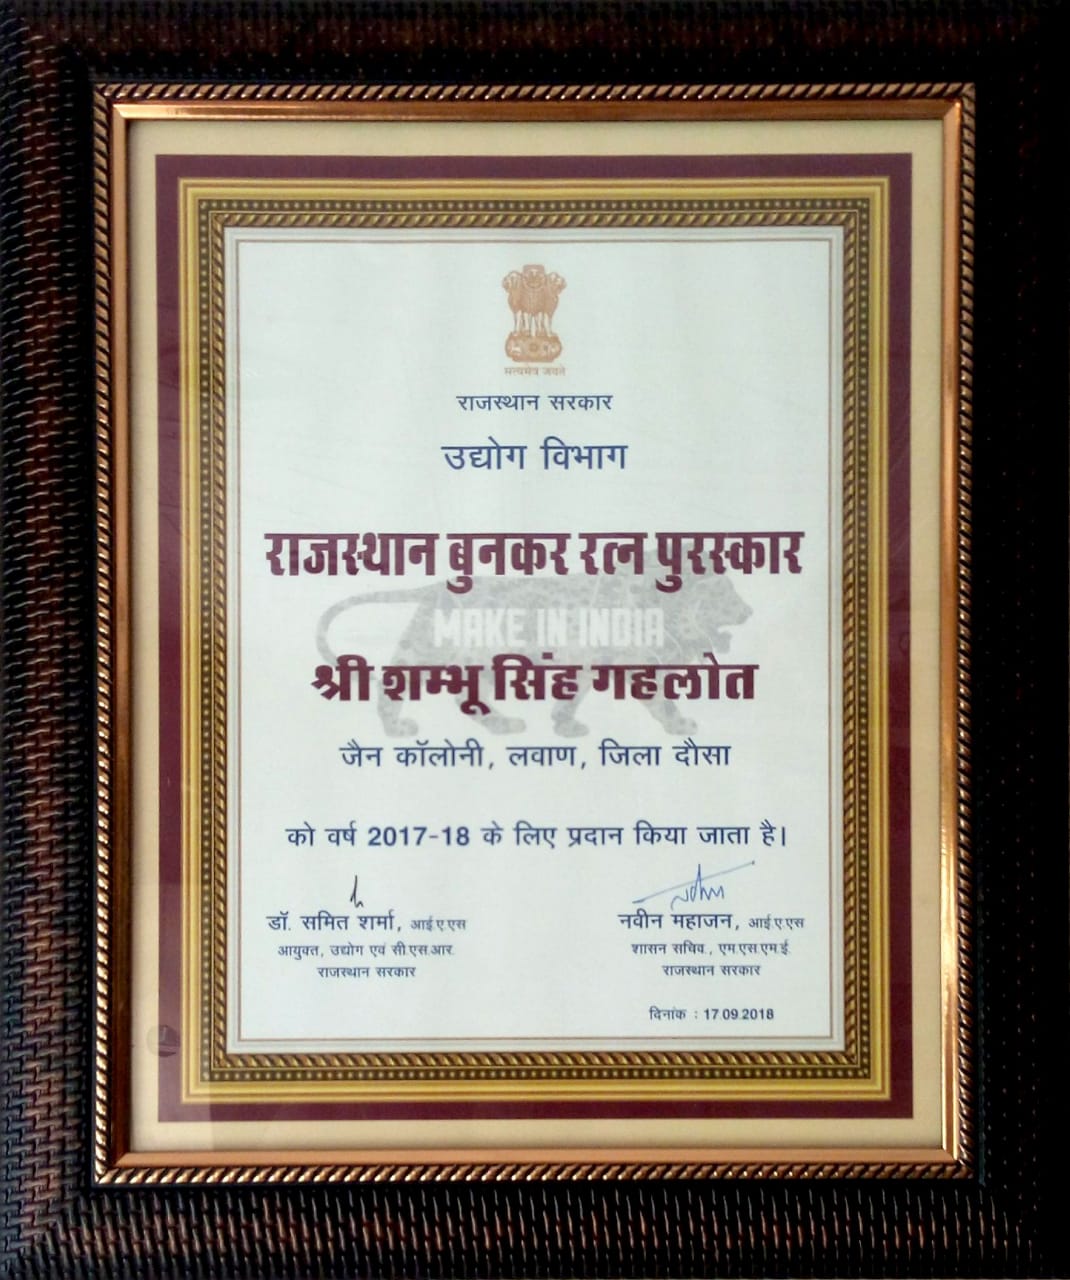 सत्यमेव जयते
राजस्थान सरकार
उद्योग विभाग
राजस्थान बुनकर रत्न पुरस्कार
MAKE IN INDIA
श्री शम्भू सिंह गहलोत
जैन कॉलोनी, लवाण, जिला दौसा
को वर्ष 2017-18 के लिए प्रदान किया जाता है।
डॉ. समित शर्मा, आई.ए.एस
आयुक्त, उद्योग एवं सी.एस.आर.
राजस्थान सरकार
नवीन महाजन, आई.ए.एस
शासन सचिव., एम.एस.एम.ई.
राजस्थान सरकार
दिनांक : 17.09.2018